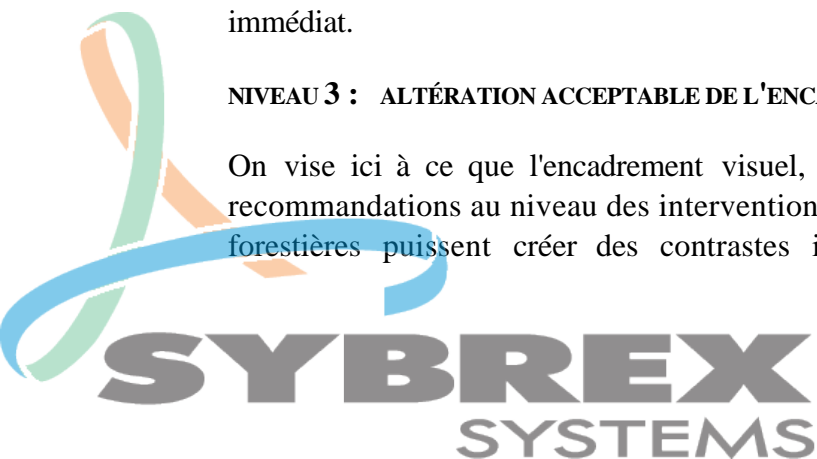 immédiat.
NIVEAU 3 : ALTÉRATION ACCEPTABLE DE L'ENCA
On vise ici à ce que l'encadrement visuel,
recommandations au niveau des intervention
forestières puissent créer des contrastes i
SYBREX
SYSTEMS